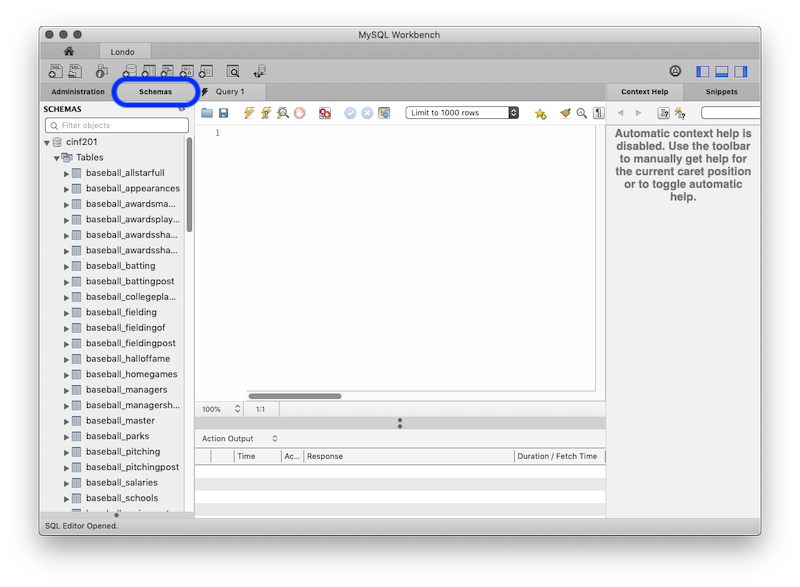 MySQL Workbench
Londo
Administration
Schemas
Query 1
Context Help
Snippets
SCHEMAS
Filter objects
Limit to 1000 rows
cinf201
Tables
baseball_allstarfull
baseball_appearances
baseball_awardsma...
baseball_awardsplay...
baseball_awardssha...
baseball_awardssha...
baseball_batting
baseball_battingpost
baseball_collegepla...
baseball_fielding
baseball_fieldingof
baseball_fieldingpost
baseball_halloffame
baseball_homegames
baseball_managers
baseball_managersh...
baseball_master
baseball_parks
baseball_pitching
baseball_pitchingpost
baseball_salaries
baseball_schools
1
Automatic context help is
disabled. Use the toolbar
to manually get help for
the current caret position
or to toggle automatic
help.
100%
1:1
Action Output
Time
Ac...
Response
Duration / Fetch Time
SQL Editor Opened.